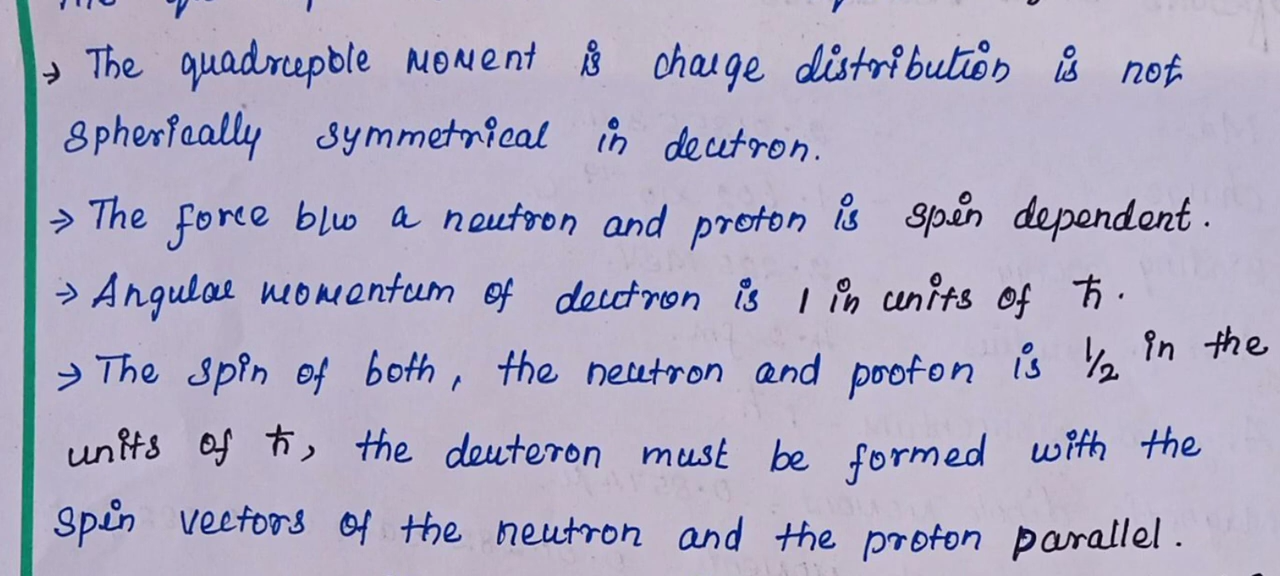 → The quadrupole moment is charge distribution is not
spherically symmetrical in deutron.
→ The force b/w a neutron and proton is spin dependent.
→ Angular momentum of deutron is 1 in units of ħ.
→ The spin of both, the neutron and proton is 1/2 in the
units of ħ, the deuteron must be formed with the
spin vectors of the neutron and the proton parallel.